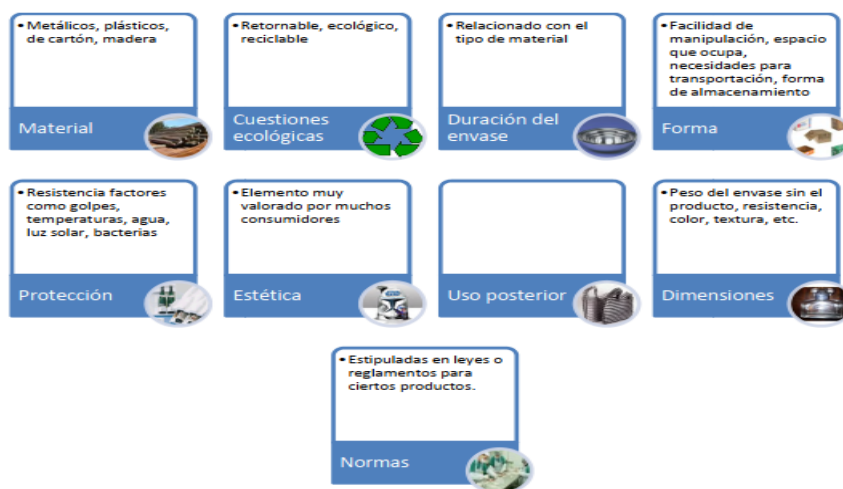 • Metálicos, plásticos,
de cartón, madera
Material
• Retornable, ecológico,
reciclable
Cuestiones
ecológicas
• Relacionado con el
tipo de material
Duración del
envase
• Facilidad de
manipulación, espacio
que ocupa,
necesidades para
transportación, forma
de almacenamiento
Forma
• Resistencia factores
como golpes,
temperaturas, agua,
luz solar, bacterias
Protección
• Elemento muy
valorado por muchos
consumidores
Estética
Uso posterior
• Peso del envase sin el
producto, resistencia,
color, textura, etc.
Dimensiones
• Estipuladas en leyes o
reglamentos para
ciertos productos.
Normas